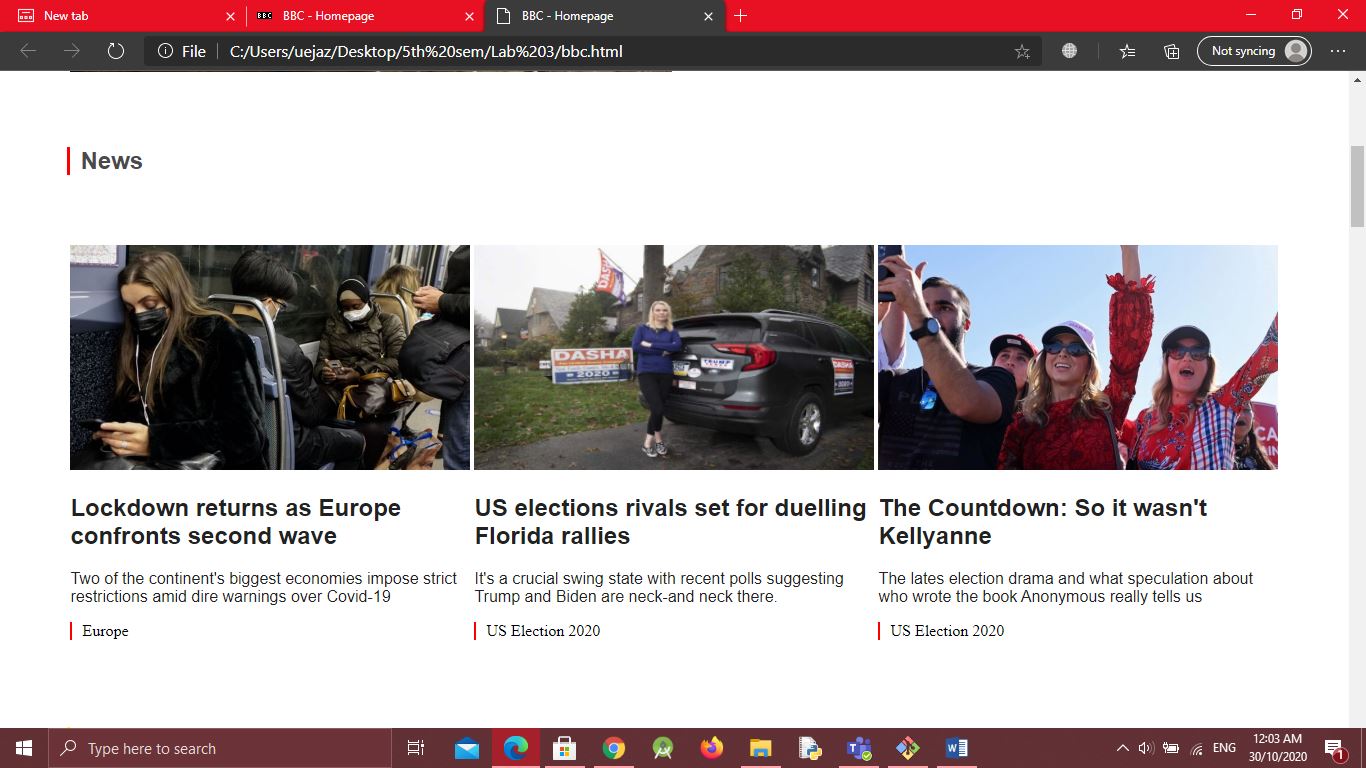 New tab
BBC BBC - Homepage
BBC - Homepage
File
C:/Users/uejaz/Desktop/5th%20sem/Lab%203/bbc.html
Not syncing
News
DASHA
DASHA
2020
TRUMP
DASHA
2020
Lockdown returns as Europe
confronts second wave
Two of the continent's biggest economies impose strict
restrictions amid dire warnings over Covid-19
Europe
US elections rivals set for duelling
Florida rallies
It's a crucial swing state with recent polls suggesting
Trump and Biden are neck-and neck there.
US Election 2020
The Countdown: So it wasn't
Kellyanne
The lates election drama and what speculation about
who wrote the book Anonymous really tells us
US Election 2020
Type here to search
ENG
12:03 AM
30/10/2020
1